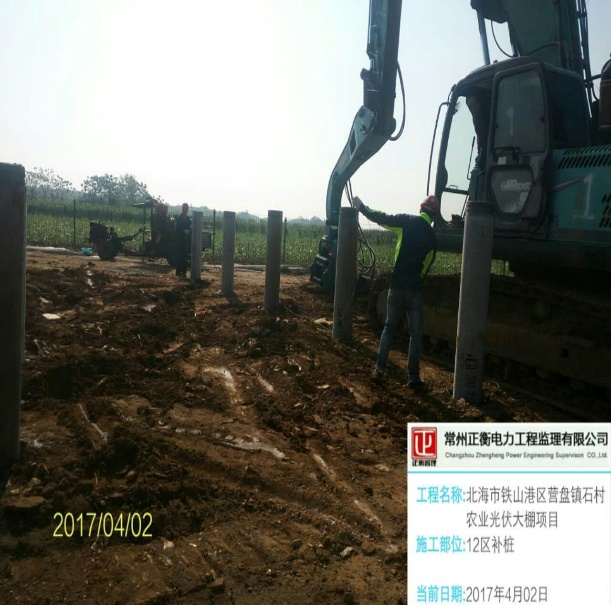 1
2017/04/02
正衡监理
常州正衡电力工程监理有限公司
Changzhou Zhengheng Power Engineering Supervision CO.,Ltd.
工程名称:北海市铁山港区营盘镇石村
农业光伏大棚项目
施工部位:12区补桩
当前日期:2017年4月02日